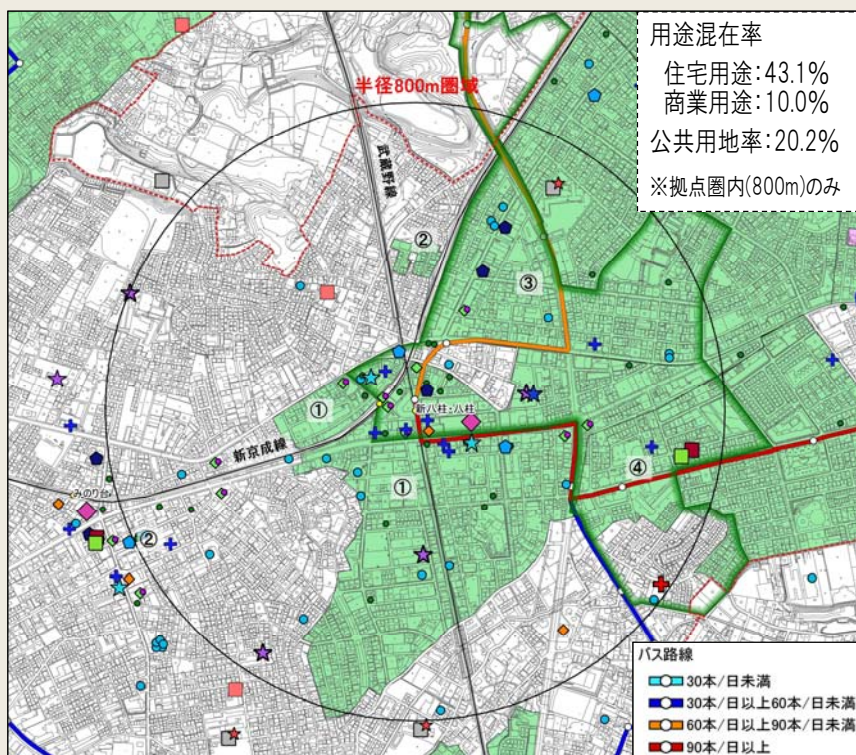 用途混在率
住宅用途:43.1%
商業用途:10.0%
公共用地率:20.2%
※拠点圏内(800m)のみ
半径800m圏域
武蔵野線
②
③
①
新八柱・八柱
新京成線
①
④
みのり台
②
バス路線
30本/日未満
30本/日以上60本/日未満
60本/日以上90本/日未満
90本/日以上